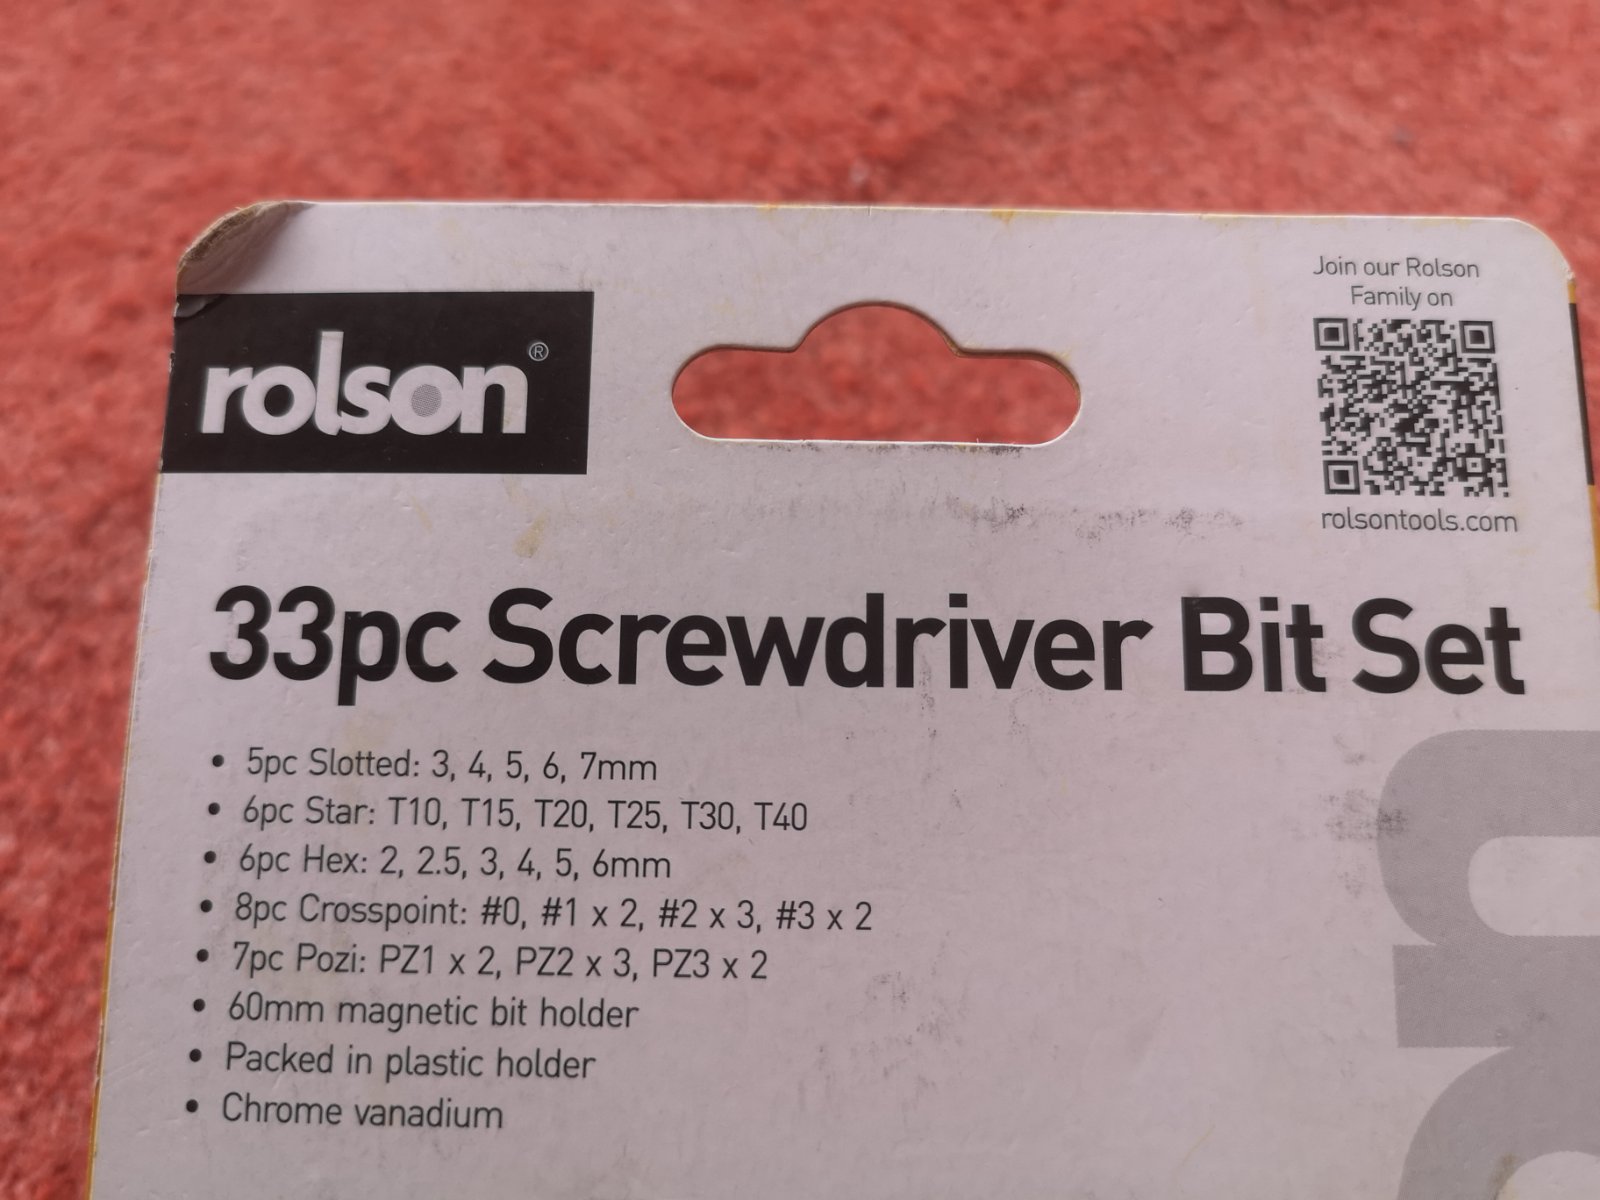 Join our Rolson
Family on
rolson®
rolsontools.com
33pc Screwdriver Bit Set
• 5pc Slotted: 3, 4, 5, 6, 7mm
• 6pc Star: T10, T15, T20, T25, T30, T40
• 6pc Hex: 2, 2.5, 3, 4, 5, 6mm
• 8pc Crosspoint: #0, #1 x 2, #2 x 3, #3 x 2
• 7pc Pozi: PZ1 x 2, PZ2 x 3, PZ3 x 2
• 60mm magnetic bit holder
• Packed in plastic holder
• Chrome vanadium